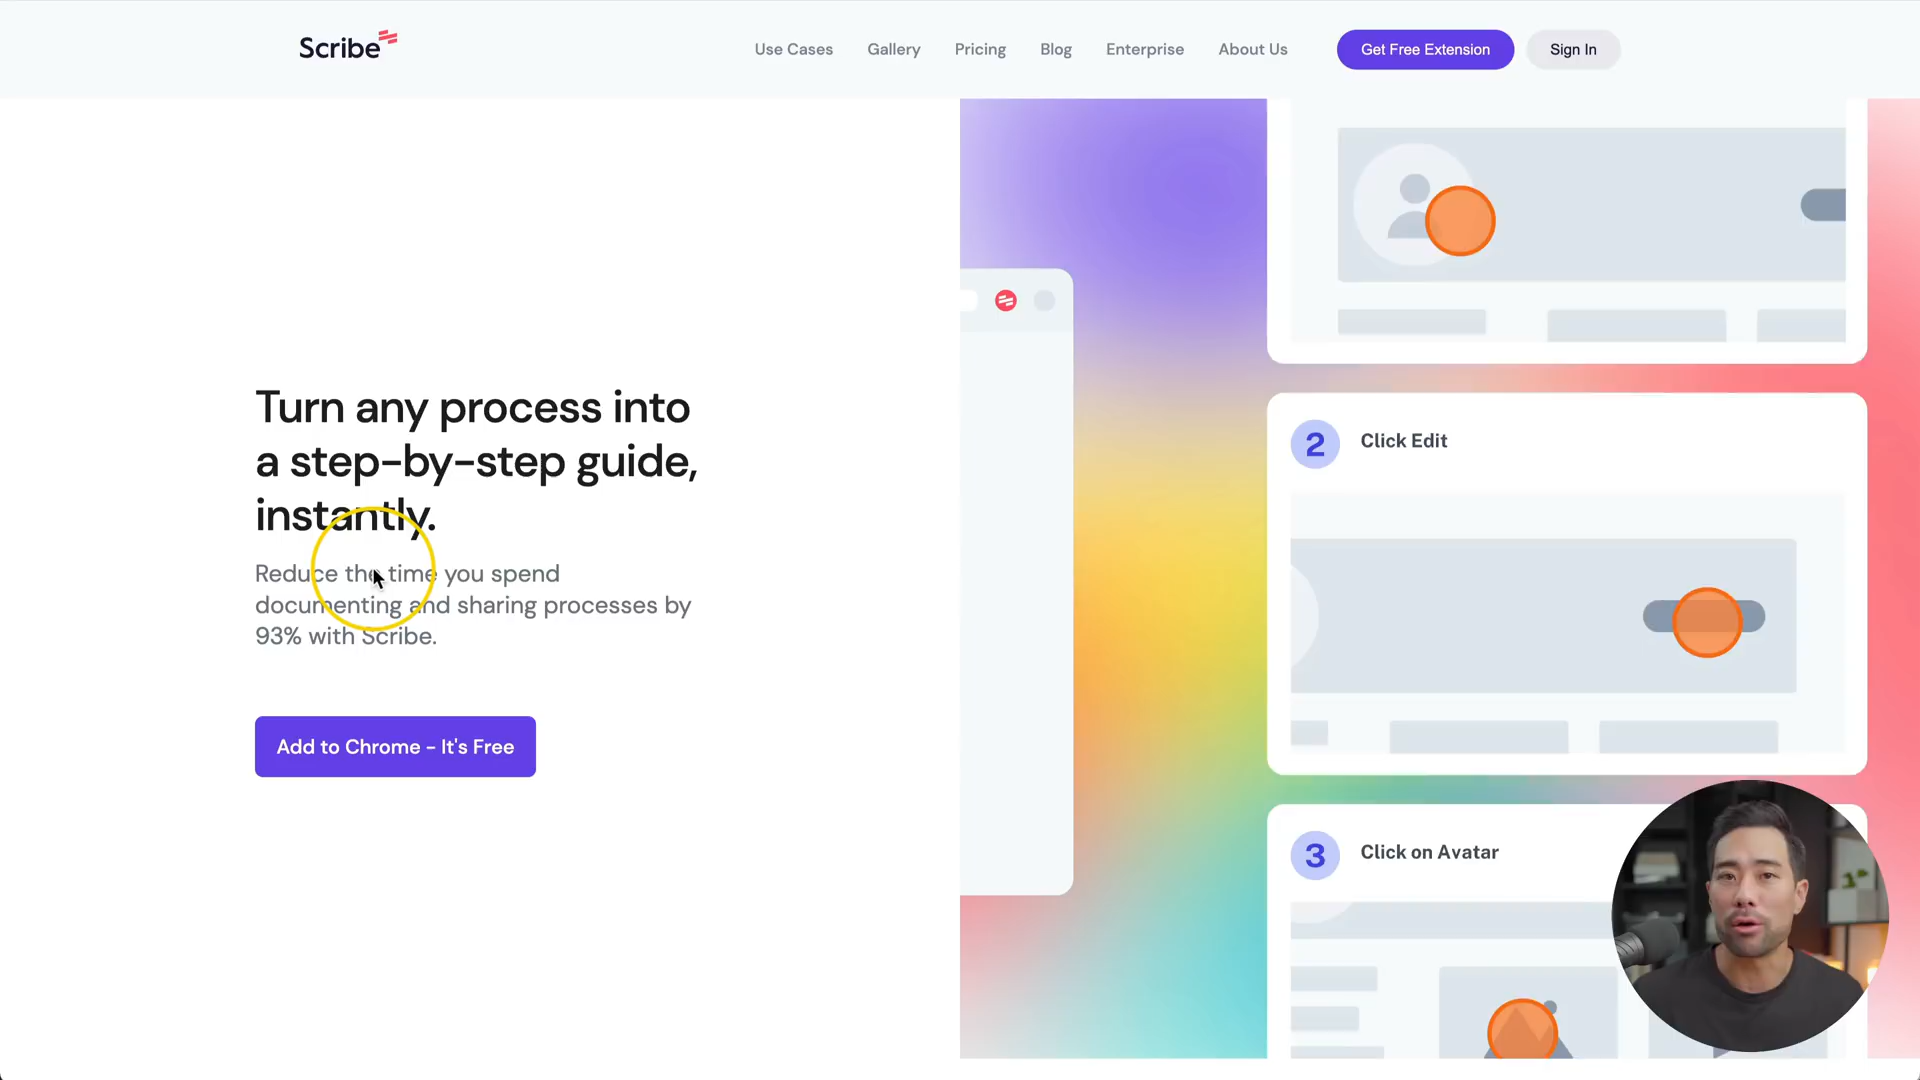 Scribe
Use Cases
Gallery
Pricing
Blog
Enterprise
About Us
Get Free Extension
Sign In
Turn any process into
a step-by-step guide,
instantly.
Reduce the time you spend
documenting and sharing processes by
93% with Scribe.
Add to Chrome - It's Free
2
Click Edit
3
Click on Avatar